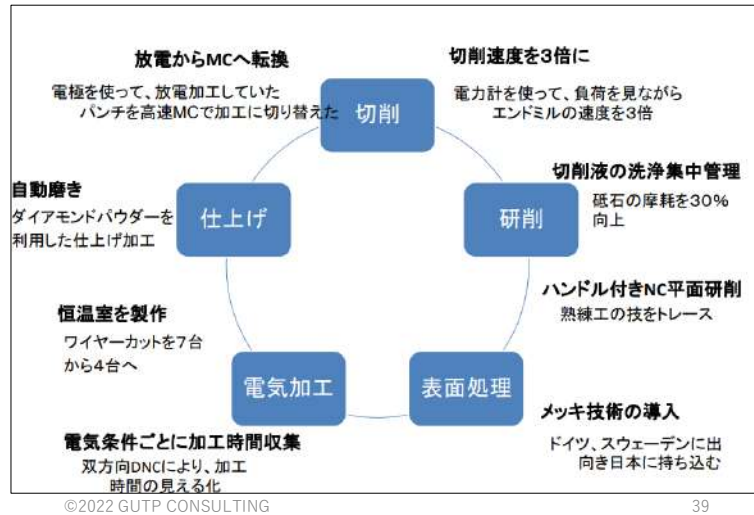 放電からMCへ転換
電極を使って、放電加工していた
パンチを高速MCで加工に切り替えた
切削
切削速度を3倍に
電力計を使って、負荷を見ながら
エンドミルの速度を3倍
切削液の洗浄集中管理
砥石の摩耗を30%
向上
研削
ハンドル付きNC平面研削
熟練工の技をトレース
表面処理
メッキ技術の導入
ドイツ、スウェーデンに出
向き日本に持ち込む
電気加工
恒温室を製作
ワイヤーカットを7台
から4台へ
電気条件ごとに加工時間収集
双方向DNCにより、加工
時間の見える化
仕上げ
自動磨き
ダイアモンドパウダーを
利用した仕上げ加工
©2022 GUTP CONSULTING
39